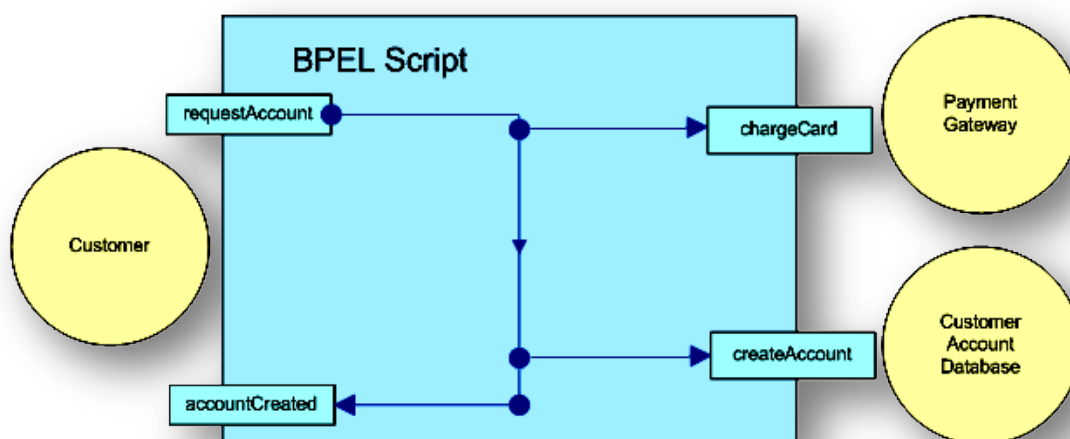 BPEL Script
requestAccount
chargeCard
Payment
Gateway
Customer
createAccount
Customer
Account
Database
accountCreated